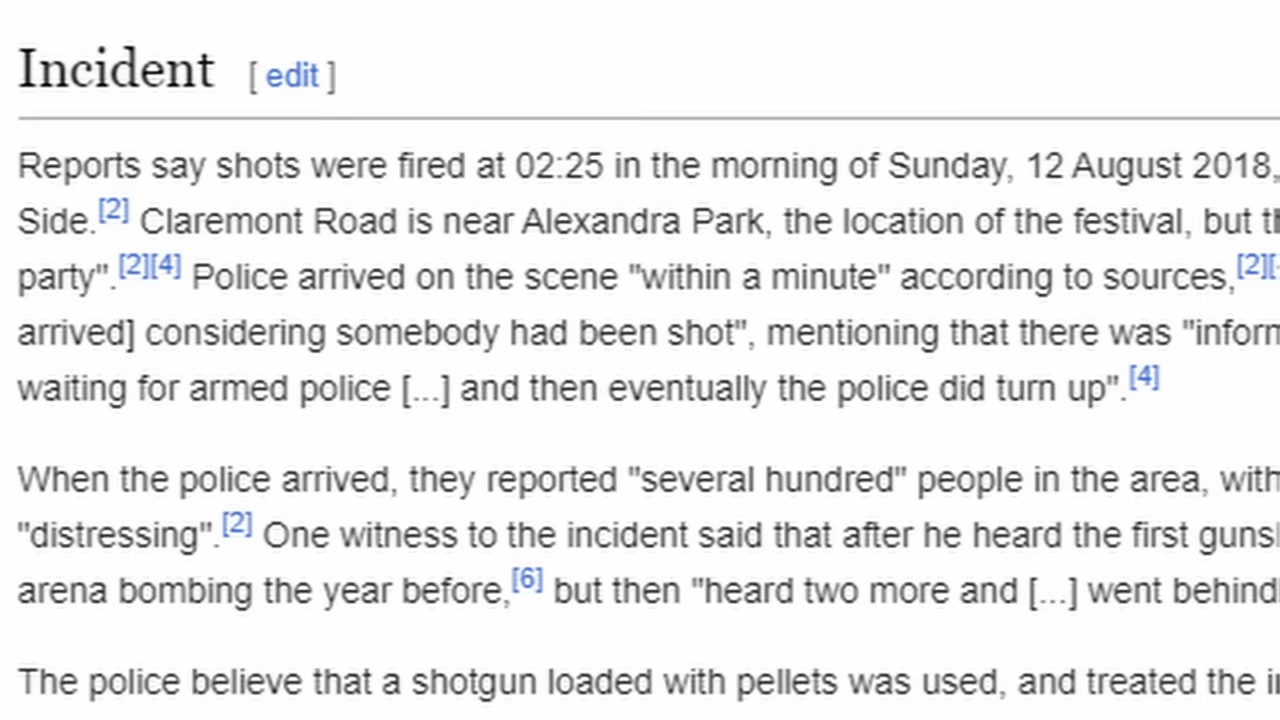 Incident [ edit ]
Reports say shots were fired at 02:25 in the morning of Sunday, 12 August 2018,
Side.[2] Claremont Road is near Alexandra Park, the location of the festival, but
party".[2][4] Police arrived on the scene "within a minute" according to sources,[2][
arrived] considering somebody had been shot", mentioning that there was "inform
waiting for armed police [...] and then eventually the police did turn up".[4]
When the police arrived, they reported "several hundred" people in the area, with
"distressing".[2] One witness to the incident said that after he heard the first guns
arena bombing the year before,[6] but then "heard two more and [...] went behind
The police believe that a shotgun loaded with pellets was used, and treated the